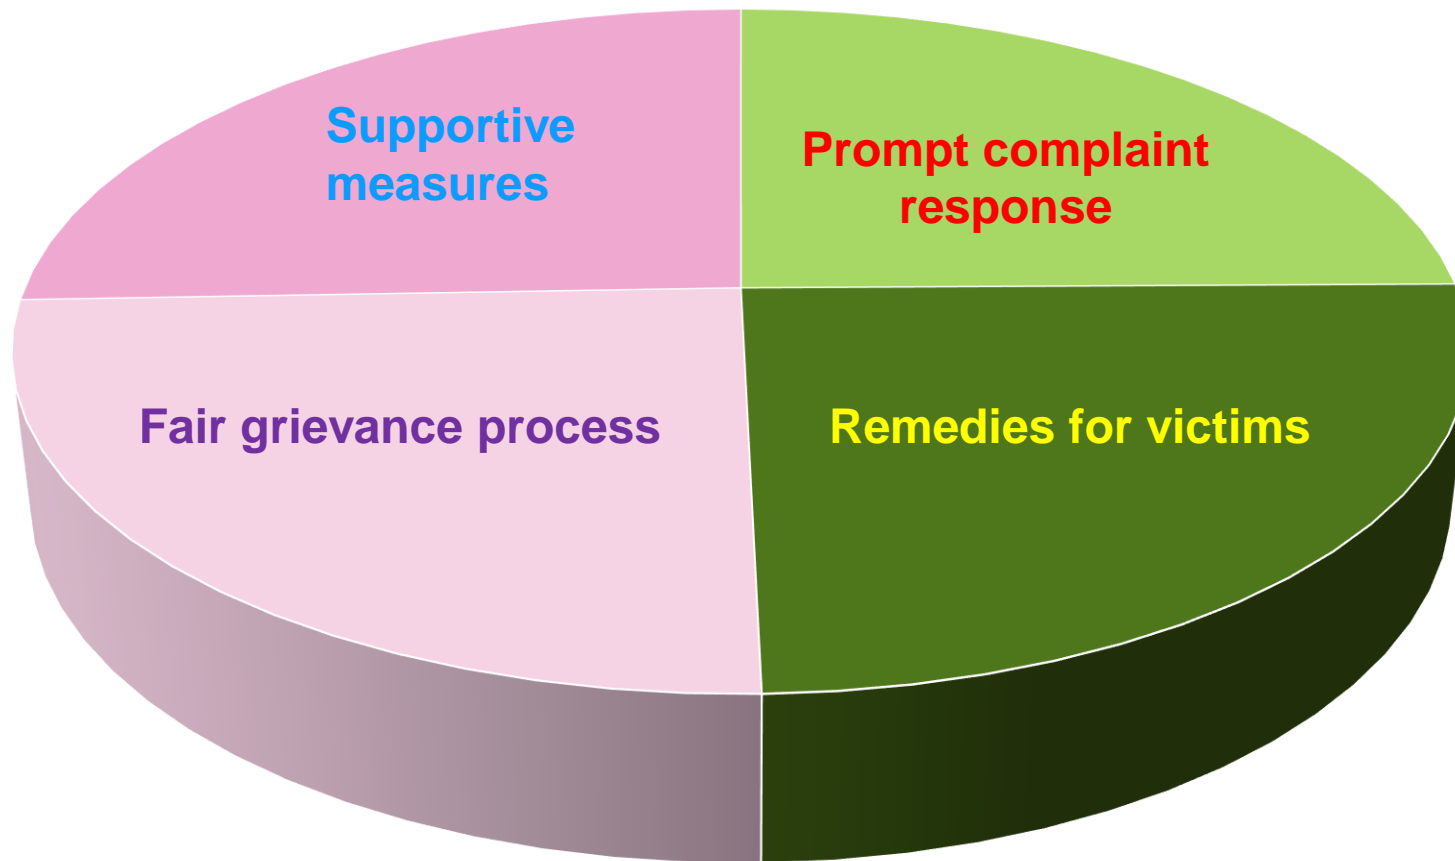 Supportive
measures
Prompt complaint
response
Fair grievance process
Remedies for victims